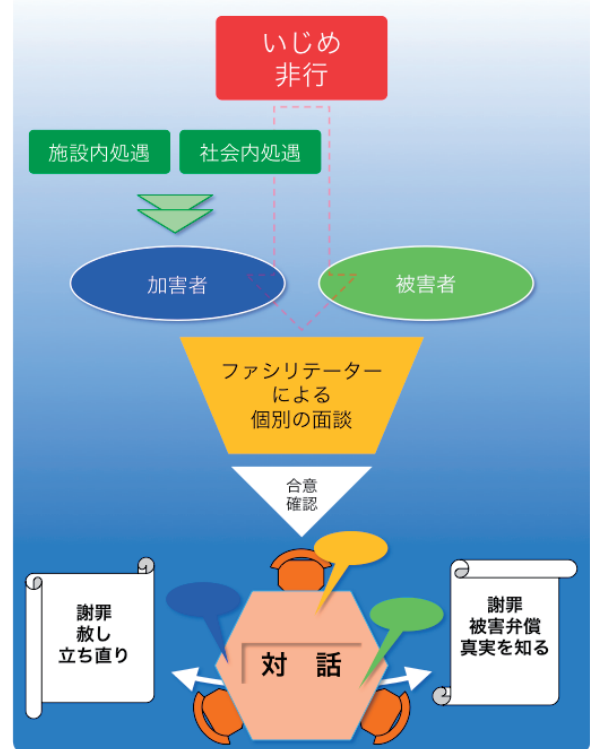 いじめ
非行
施設内処遇
社会内処遇
加害者
被害者
ファシリテーター
による
個別の面談
合意
確認
謝罪
赦し
立ち直り
対 話
謝罪
被害弁償
真実を知る